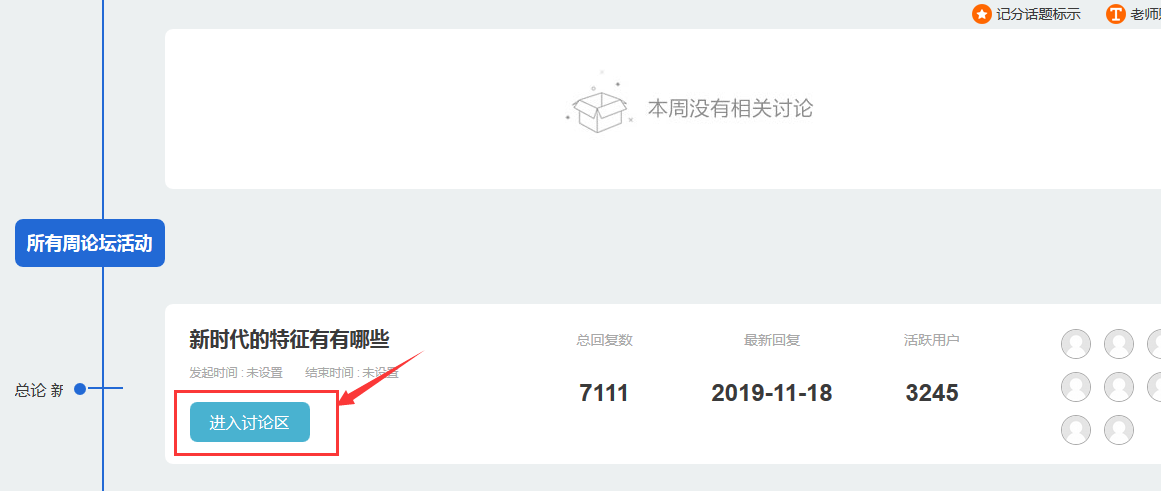 记分话题标示 老师
本周没有相关讨论
所有周论坛活动
新时代的特征有有哪些
发起时间 : 未设置 结束时间 : 未设置
进入讨论区
总回复数 最新回复 活跃用户
7111 2019-11-18 3245
总论 新